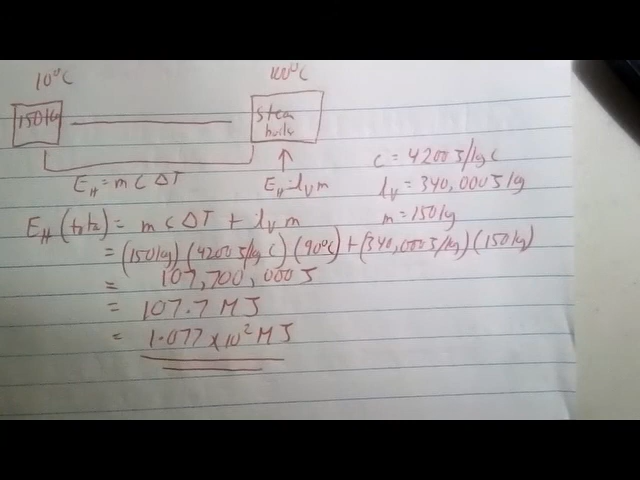 10°C
100°C
150kg
steam
boiler
E_H = m c ΔT
E_H = l_v m
c = 4200 J/kg C
l_v = 340,000 J/kg
m = 150kg
E_H (total) = m c ΔT + l_v m
= (150kg)(4200 J/kg C)(90°C) + (340,000 J/kg)(150kg)
= 107,700,000 J
= 107.7 MJ
= 1.077 × 10² MJ